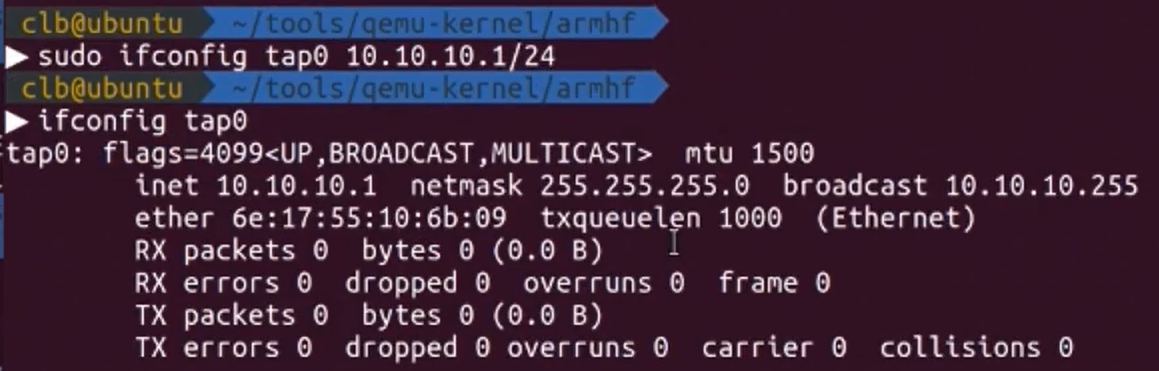 clb@ubuntu ~/tools/qemu-kernel/armhf
▶ sudo ifconfig tap0 10.10.10.1/24
clb@ubuntu ~/tools/qemu-kernel/armhf
▶ ifconfig tap0
tap0: flags=4099<UP,BROADCAST,MULTICAST>  mtu 1500
        inet 10.10.10.1  netmask 255.255.255.0  broadcast 10.10.10.255
        ether 6e:17:55:10:6b:09  txqueuelen 1000  (Ethernet)
        RX packets 0  bytes 0 (0.0 B)
        RX errors 0  dropped 0  overruns 0  frame 0
        TX packets 0  bytes 0 (0.0 B)
        TX errors 0  dropped 0 overruns 0  carrier 0  collisions 0